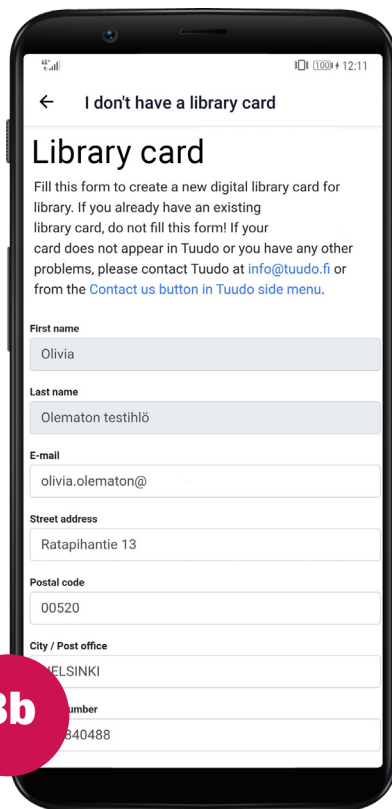 12:11
I don't have a library card
Library card
Fill this form to create a new digital library card for
library. If you already have an existing
library card, do not fill this form! If your
card does not appear in Tuudo or you have any other
problems, please contact Tuudo at info@tuudo.fi or
from the Contact us button in Tuudo side menu.
First name
Olivia
Last name
Olematon testihlö
E-mail
olivia.olematon@
Street address
Ratapihantie 13
Postal code
00520
City / Post office
ELSINKI
umber
340488
3b